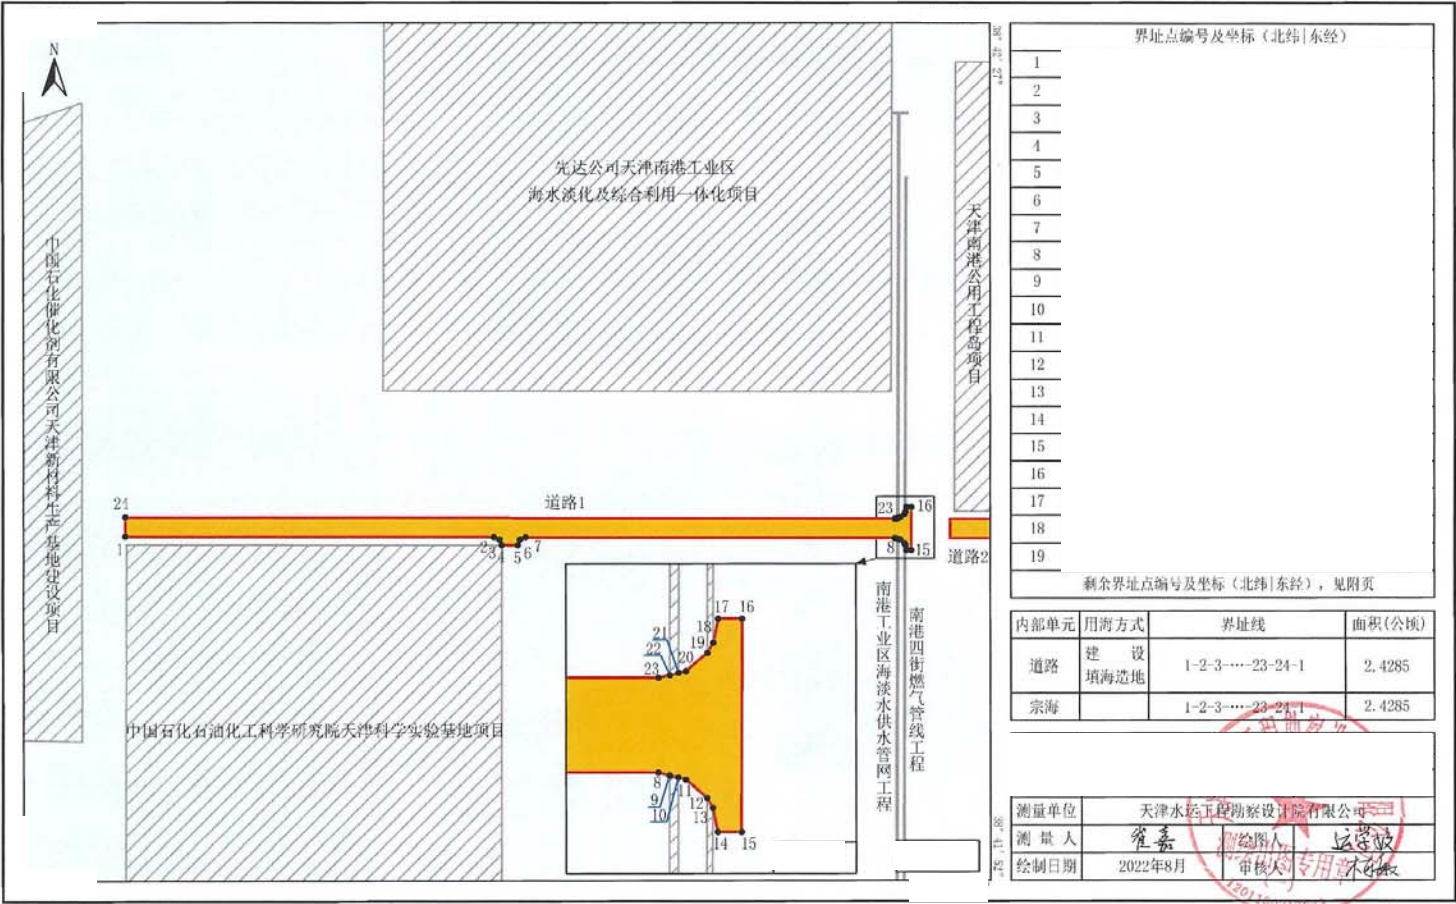 N
先达公司天津南港工业区
海水淡化及综合利用一体化项目
中国石化催化剂有限公司天津新材料生产基地建设项目
天津南港公用工程岛项目
38° 42' 27"
道路1
24
1
2
3
4
5
6
7
23
16
8
15
道路2
中国石化石油化工科学研究院天津科学实验基地项目
南港工业区海淡水供水管网工程
南港四街燃气管线工程
17
16
18
19
20
21
22
23
8
9
10
11
12
13
14
15
38° 41' 52"
界址点编号及坐标（北纬|东经）
1
2
3
4
5
6
7
8
9
10
11
12
13
14
15
16
17
18
19
剩余界址点编号及坐标（北纬|东经），见附页
内部单元 用海方式 界址线 面积(公顷)
道路 建设填海造地 1-2-3-…-23-24-1 2.4285
宗海 1-2-3-…-23-24-1 2.4285
测量单位 天津水运工程勘察设计院有限公司
测量人 崔嘉 绘图人
绘制日期 2022年8月 审核人